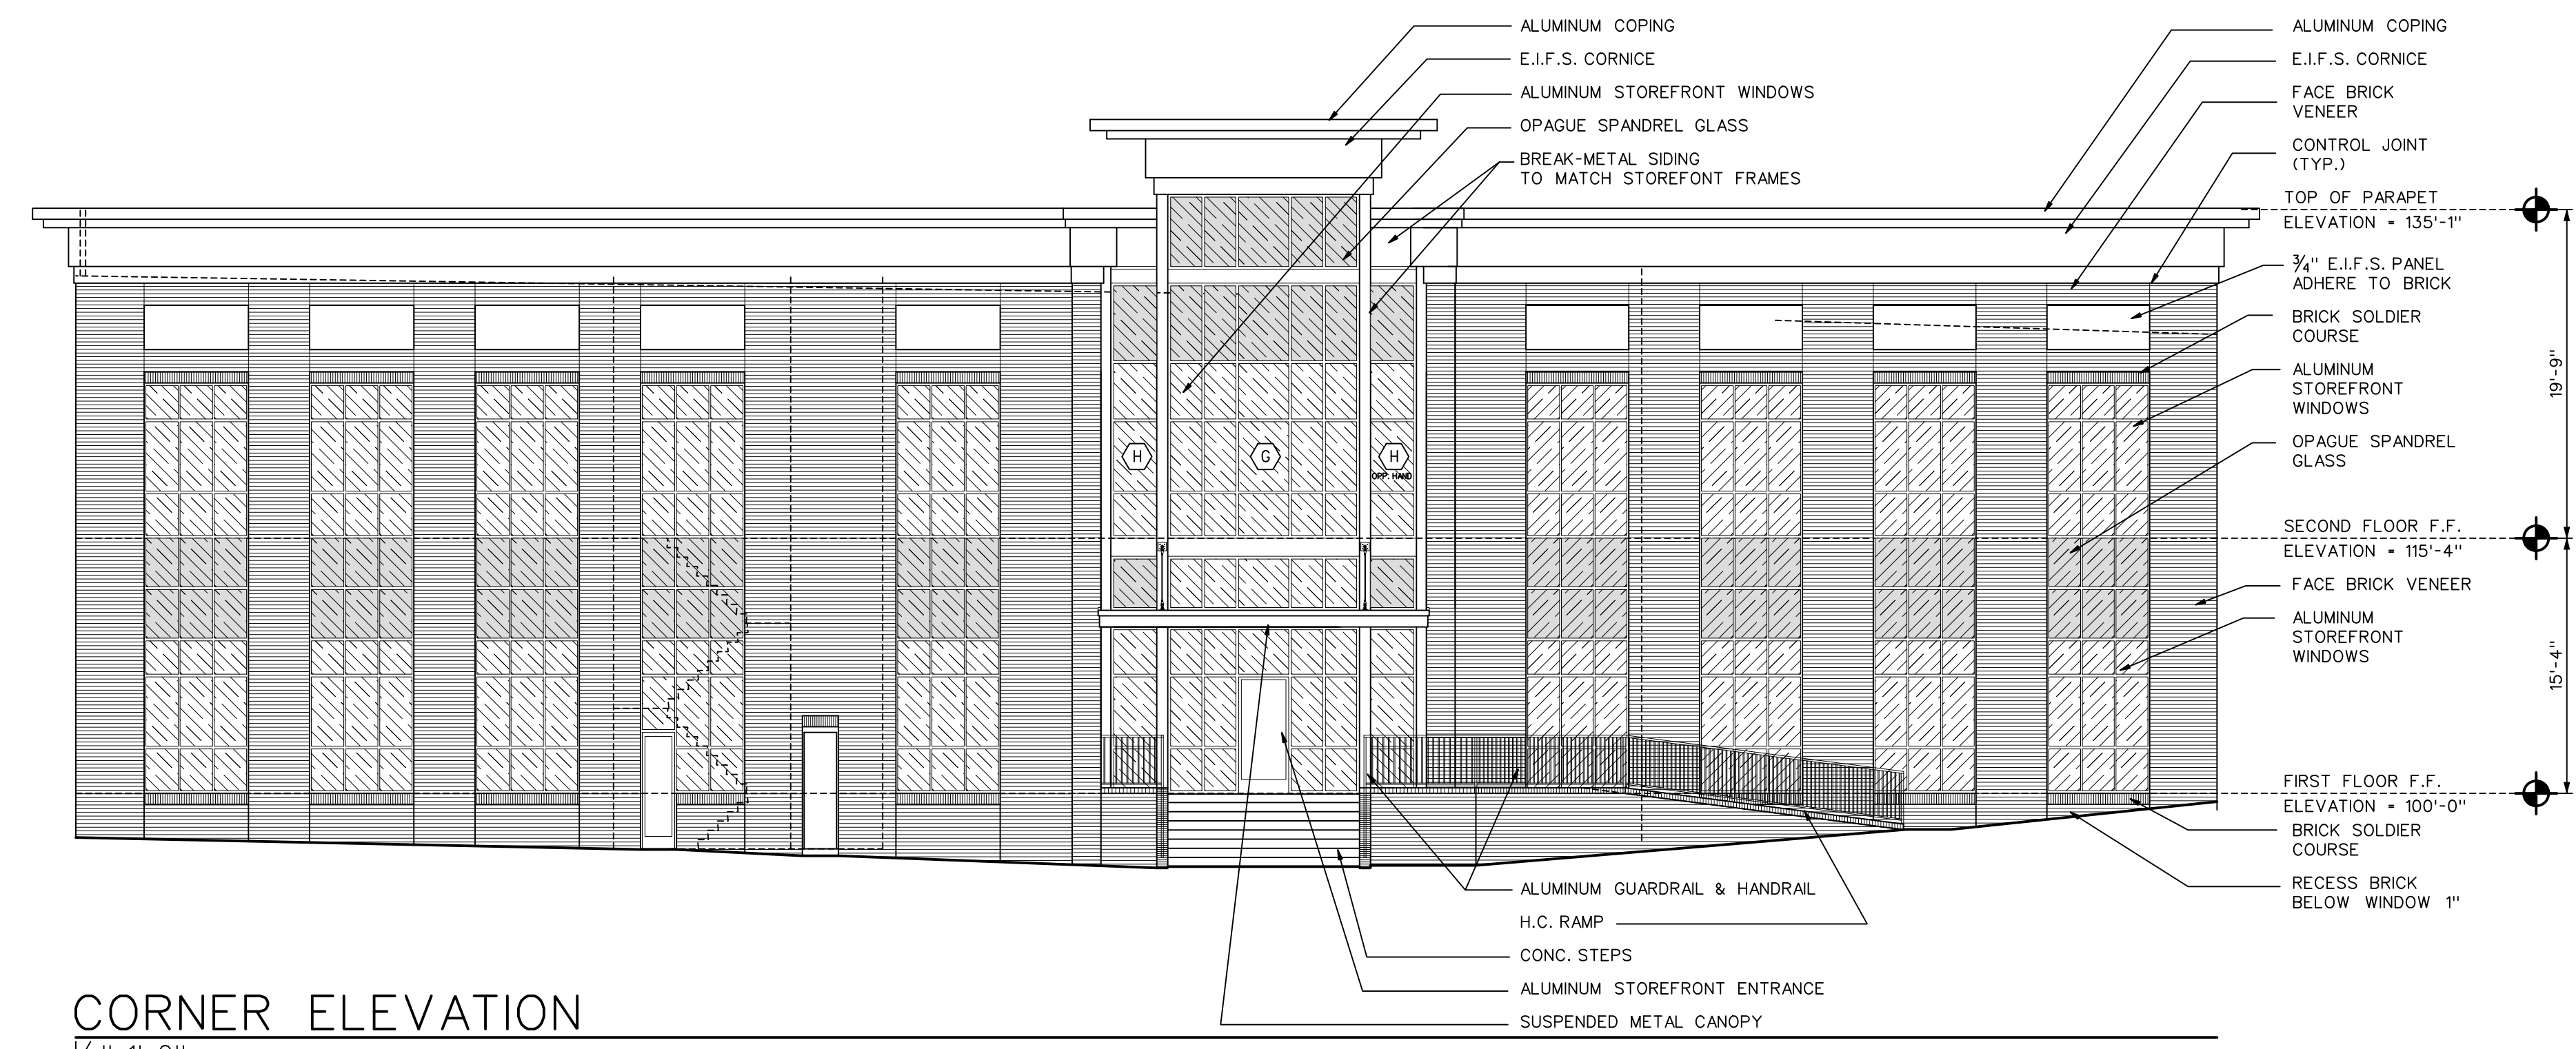 ALUMINUM COPING
E.I.F.S. CORNICE
ALUMINUM STOREFRONT WINDOWS
OPAGUE SPANDREL GLASS
BREAK-METAL SIDING
TO MATCH STOREFONT FRAMES
ALUMINUM COPING
E.I.F.S. CORNICE
FACE BRICK
VENEER
CONTROL JOINT
(TYP.)
TOP OF PARAPET
ELEVATION = 135'-1"
3/4" E.I.F.S. PANEL
ADHERE TO BRICK
BRICK SOLDIER
COURSE
ALUMINUM
STOREFRONT
WINDOWS
OPAGUE SPANDREL
GLASS
SECOND FLOOR F.F.
ELEVATION = 115'-4"
FACE BRICK VENEER
ALUMINUM
STOREFRONT
WINDOWS
FIRST FLOOR F.F.
ELEVATION = 100'-0"
BRICK SOLDIER
COURSE
RECESS BRICK
BELOW WINDOW 1"
19'-9"
15'-4"
H
G
H
OPP. HAND
ALUMINUM GUARDRAIL & HANDRAIL
H.C. RAMP
CONC. STEPS
ALUMINUM STOREFRONT ENTRANCE
SUSPENDED METAL CANOPY
CORNER ELEVATION